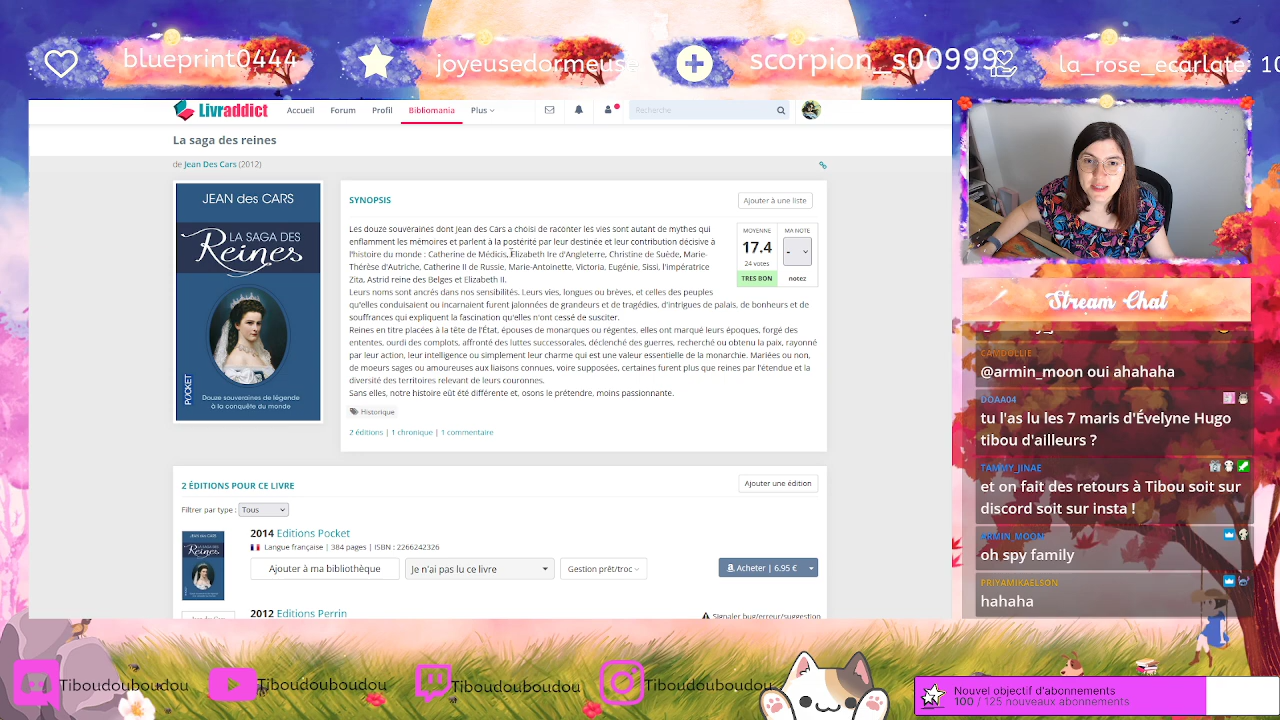 blueprint0444
joyeusedormeuse
scorpion_s00999
la_rose_ecarlate: 10
Livraddict
Accueil
Forum
Profil
Bibliomania
Plus
Recherche
La saga des reines
de Jean Des Cars (2012)
JEAN des CARS
LA SAGA DES
Reines
POCKET
Douze souveraines de légende
à la conquête du monde
SYNOPSIS
Ajouter à une liste
Les douze souveraines dont Jean des Cars a choisi de raconter les vies sont autant de mythes qui
enflamment les mémoires et parlent à la postérité par leur destinée et leur contribution décisive à
l'histoire du monde : Catherine de Médicis, Elizabeth Ire d'Angleterre, Christine de Suède, Marie-
Thérèse d'Autriche, Catherine II de Russie, Marie-Antoinette, Victoria, Eugénie, Sissi, l'impératrice
Zita, Astrid reine des Belges et Elizabeth II.
Leurs noms sont ancrés dans nos sensibilités. Leurs vies, longues ou brèves, et celles des peuples
qu'elles conduisaient ou incarnaient furent jalonnées de grandeurs et de tragédies, d'intrigues de palais, de bonheurs et de
souffrances qui expliquent la fascination qu'elles n'ont cessé de susciter.
Reines en titre placées à la tête de l'État, épouses de monarques ou régentes, elles ont marqué leurs époques, forgé des
ententes, ourdi des complots, affronté des luttes successorales, déclenché des guerres, recherché ou obtenu la paix, rayonné
par leur action, leur intelligence ou simplement leur charme qui est une valeur essentielle de la monarchie. Mariées ou non,
de moeurs sages ou amoureuses aux liaisons connues, voire supposées, certaines furent plus que reines par l'étendue et la
diversité des territoires relevant de leurs couronnes.
Sans elles, notre histoire eût été différente et, osons le prétendre, moins passionnante.
MOYENNE
17.4
24 votes
TRES BON
MA NOTE
-
notez
Historique
2 éditions | 1 chronique | 1 commentaire
2 ÉDITIONS POUR CE LIVRE
Ajouter une édition
Filtrer par type : Tous
2014 Editions Pocket
Langue française | 384 pages | ISBN : 2266242326
Ajouter à ma bibliothèque
Je n'ai pas lu ce livre
Gestion prêt/troc
Acheter | 6,95 €
2012 Editions Perrin
Signaler bug/erreur/suggestion
Stream Chat
CAMOULLIE
@armin_moon oui ahahaha
DOAA04
tu l'as lu les 7 maris d'Évelyne Hugo
tibou d'ailleurs ?
TAMMY_JINAE
et on fait des retours à Tibou soit sur
discord soit sur insta !
ARMIN_MOON
oh spy family
PRIYAMIKAELSON
hahaha
Tiboudouboudou
Tiboudouboudou
Tiboudouboudou
Tiboudouboudou
Nouvel objectif d'abonnements
100 / 125 nouveaux abonnements